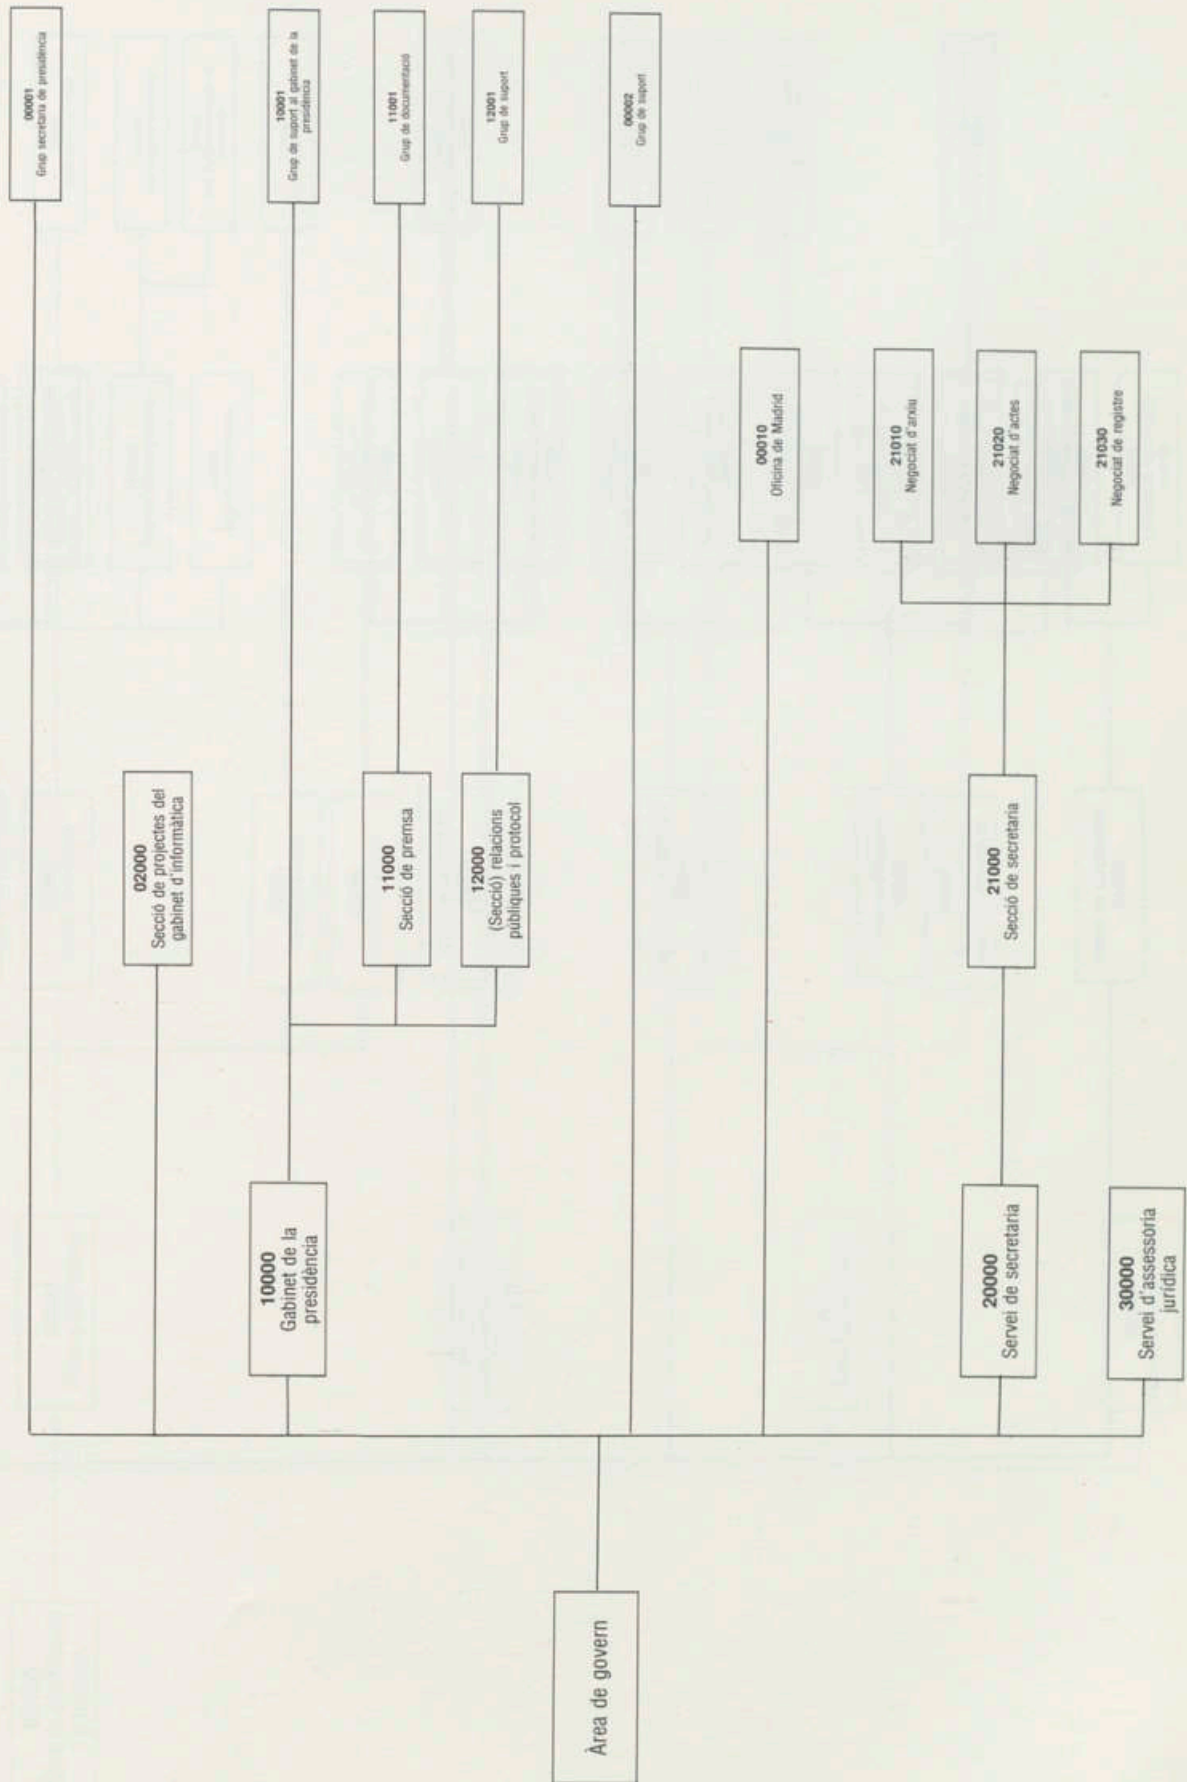 Àrea de govern
10000
Gabinet de la
presidència
20000
Servei de secretaria
30000
Servei d'assessòria
jurídica
02000
Secció de projectes del
gabinet d'informàtica
11000
Secció de premsa
12000
(Secció) relacions
públiques i protocol
21000
Secció de secretaria
00010
Oficina de Madrid
21010
Negociat d'arxiu
21020
Negociat d'actes
21030
Negociat de registre
00001
Grup secretaria de presidència
10001
Grup de suport al gabinet de la
presidència
11001
Grup de documentació
12001
Grup de suport
00002
Grup de suport